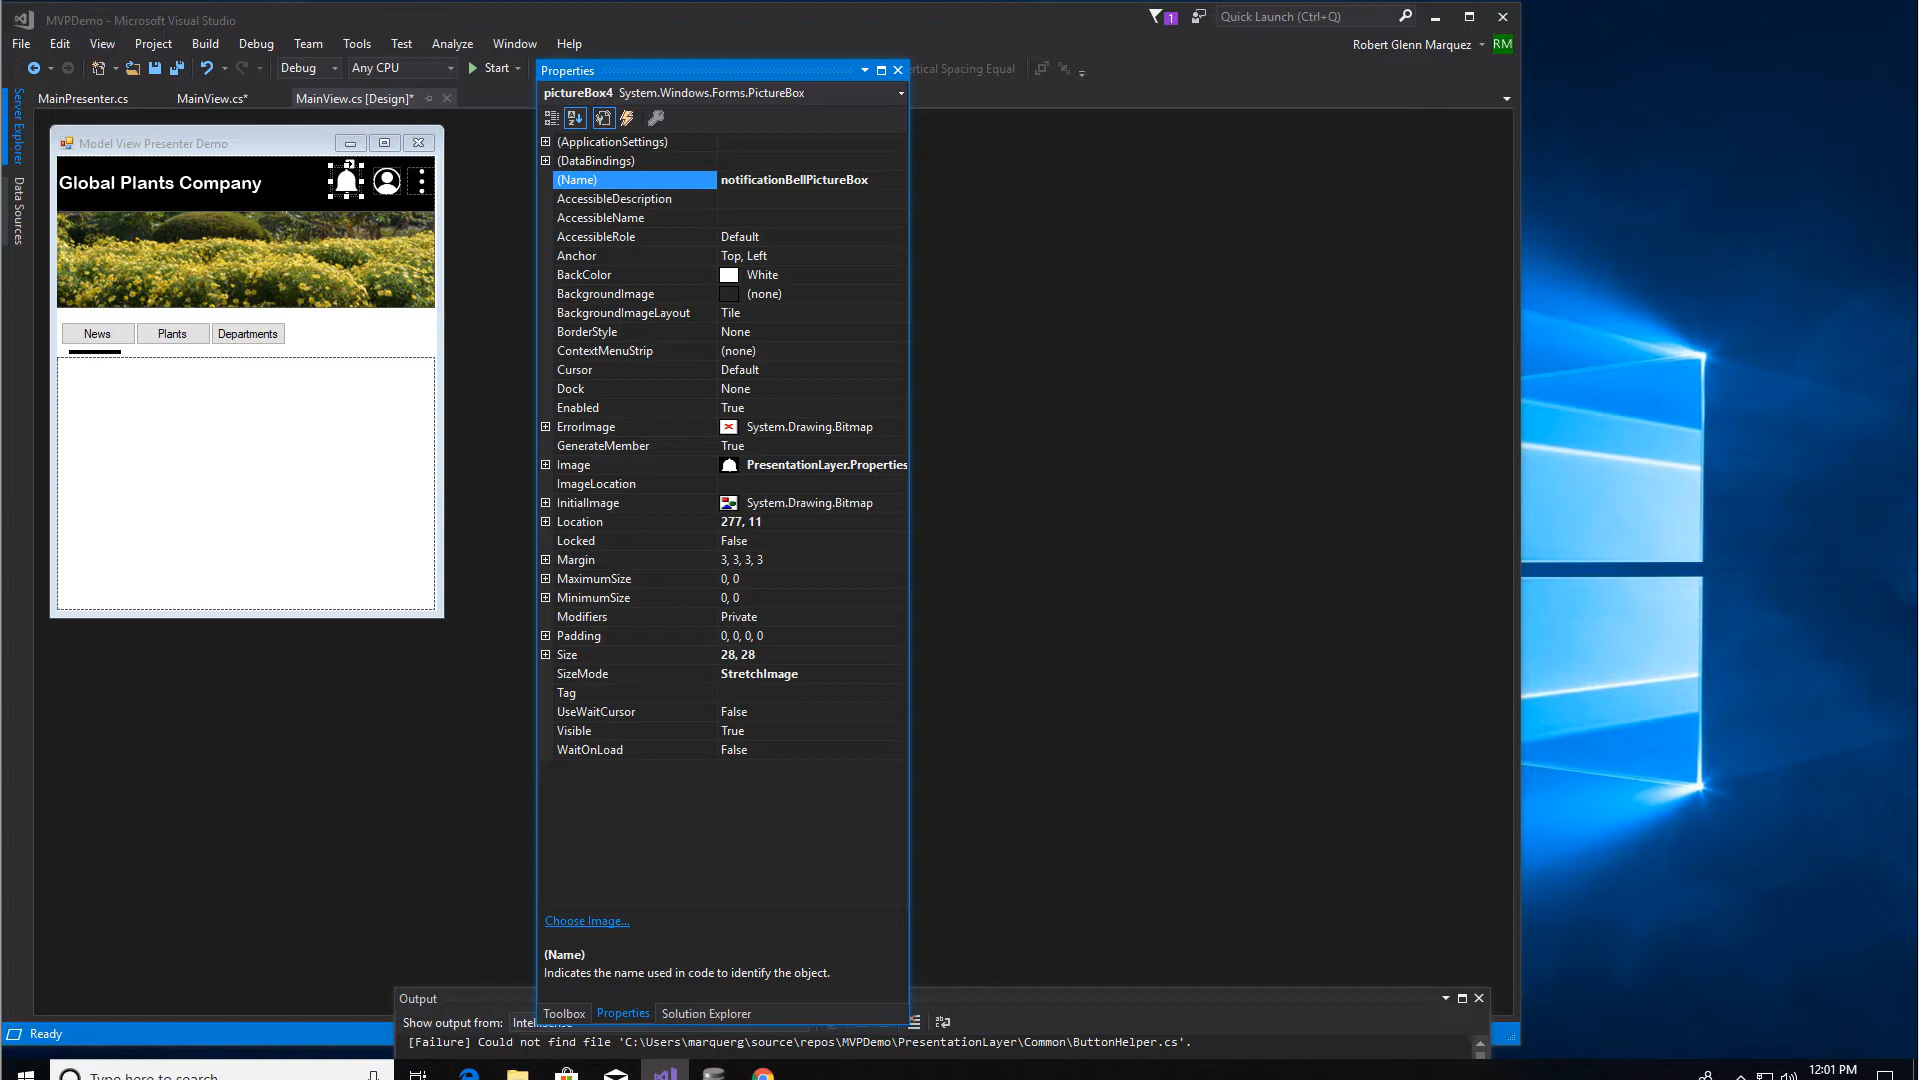 MVPDemo - Microsoft Visual Studio
1
Quick Launch (Ctrl+Q)
File Edit View Project Build Debug Team Tools Test Analyze Window Help
Robert Glenn Marquez RM
Debug Any CPU Start
Properties
rtical Spacing Equal
pictureBox4 System.Windows.Forms.PictureBox
MainPresenter.cs MainView.cs* MainView.cs [Design]*
Server Explorer
Data Sources
Model View Presenter Demo
Global Plants Company
News Plants Departments
(ApplicationSettings)
(DataBindings)
(Name) notificationBellPictureBox
AccessibleDescription
AccessibleName
AccessibleRole Default
Anchor Top, Left
BackColor White
BackgroundImage (none)
BackgroundImageLayout Tile
BorderStyle None
ContextMenuStrip (none)
Cursor Default
Dock None
Enabled True
ErrorImage System.Drawing.Bitmap
GenerateMember True
Image PresentationLayer.Properties
ImageLocation
InitialImage System.Drawing.Bitmap
Location 277, 11
Locked False
Margin 3, 3, 3, 3
MaximumSize 0, 0
MinimumSize 0, 0
Modifiers Private
Padding 0, 0, 0, 0
Size 28, 28
SizeMode StretchImage
Tag
UseWaitCursor False
Visible True
WaitOnLoad False
Choose Image...
(Name)
Indicates the name used in code to identify the object.
Toolbox Properties Solution Explorer
Output
Show output from:
[Failure] Could not find file 'C:\Users\marquerg\source\repos\MVPDemo\PresentationLayer\Common\ButtonHelper.cs'.
Ready
Type here to search
12:01 PM